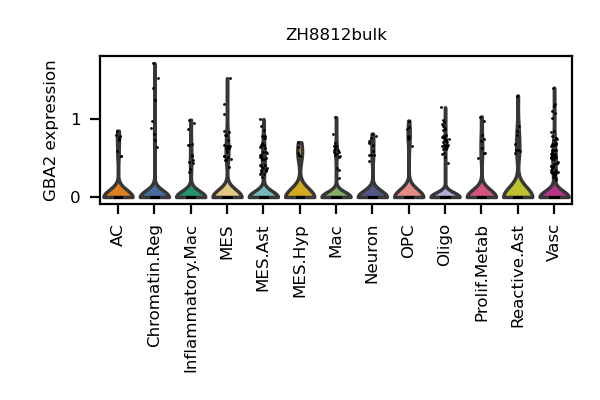 ZH8812bulk
GBA2 expression
1
0
AC
Chromatin.Reg
Inflammatory.Mac
MES
MES.Ast
MES.Hyp
Mac
Neuron
OPC
Oligo
Prolif.Metab
Reactive.Ast
Vasc